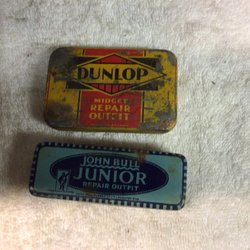 DUNLOP
MIDGET
REPAIR
OUTFIT
JOHN BULL
JUNIOR
REPAIR OUTFIT